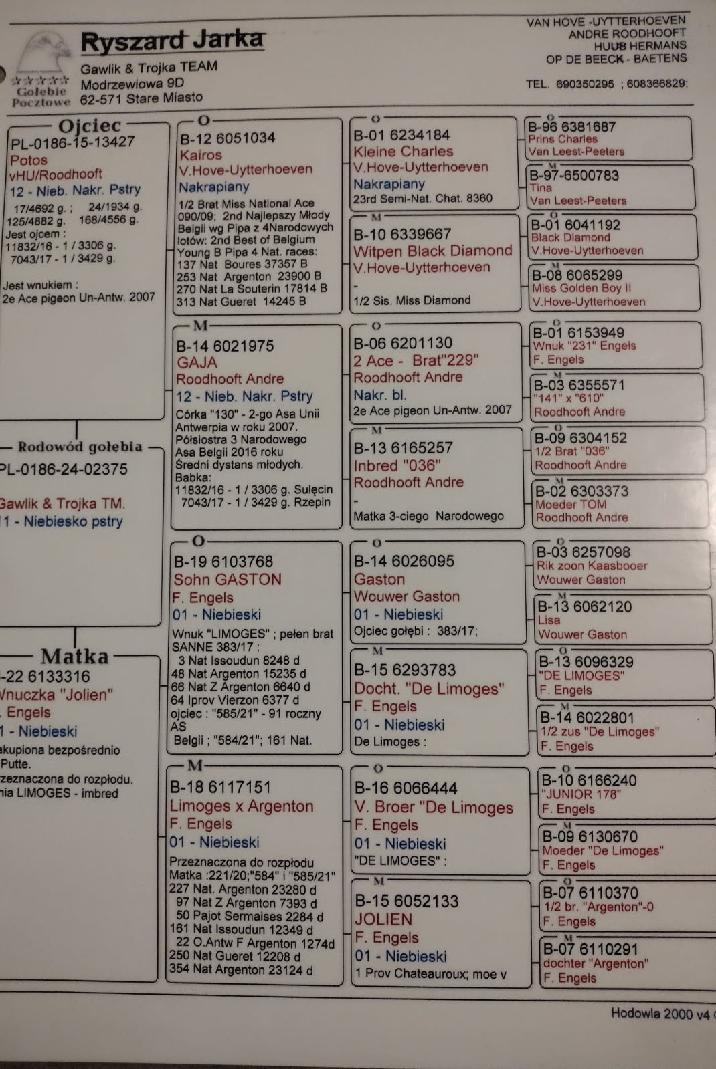 Ryszard Jarka
Gawlik & Trojka TEAM
Modrzewiowa 9D
62-571 Stare Miasto
Gołębie
Pocztowe
VAN HOVE -UYTTERHOEVEN
ANDRE ROODHOOFT
HUUB HERMANS
OP DE BEECK - BAETENS
TEL. 690350295 ; 608365829;
Ojciec
PL-0186-15-13427
Potos
vHU/Roodhooft
12 - Nieb. Nakr. Pstry
17/4692 g. ; 24/1934 g.
125/4682 g. 168/4556 g.
Jest ojcem :
11832/16 - 1 / 3306 g.
7043/17 - 1 / 3429 g.
Jest wnukiem :
2e Ace pigeon Un-Antw. 2007
Rodowód gołębia
PL-0186-24-02375
Gawlik & Trojka TM.
11 - Niebiesko pstry
Matka
-22 6133316
Wnuczka "Jolien"
. Engels
1 - Niebieski
akupiona bezpośrednio
Putte.
rzeznaczona do rozpłodu.
nia LIMOGES - imbred
O
B-12 6051034
Kairos
V.Hove-Uytterhoeven
Nakrapiany
1/2 Brat Miss National Ace
090/09; 2nd Najlepszy Młody
Belgii wg Pipa z 4Narodowych
lotów: 2nd Best of Belgium
Young B Pipa 4 Nat. races:
137 Nat Boures 37357 B
253 Nat Argenton 23900 B
270 Nat La Souterin 17814 B
313 Nat Gueret 14245 B
M
B-14 6021975
GAJA
Roodhooft Andre
12 - Nieb. Nakr. Pstry
Córka "130" - 2-go Asa Unii
Antwerpia w roku 2007.
Półsiostra 3 Narodowego
Asa Belgii 2016 roku
Średni dystans młodych.
Babka:
11832/16 - 1 / 3306 g. Sulęcin
7043/17 - 1 / 3429 g. Rzepin
O
B-19 6103768
Sohn GASTON
F. Engels
01 - Niebieski
Wnuk "LIMOGES" ; pełen brat
SANNE 383/17 :
3 Nat Issoudun 8248 d
48 Nat Argenton 15235 d
66 Nat Z Argenton 6640 d
64 Iprov Vierzon 6377 d
ojciec : "585/21" - 91 roczny
AS
Belgii ; "584/21"; 161 Nat.
M
B-18 6117151
Limoges x Argenton
F. Engels
01 - Niebieski
Przeznaczona do rozpłodu
Matka :221/20;"584" i "585/21"
227 Nat. Argenton 23280 d
97 Nat Z Argenton 7393 d
50 Pajot Sermaises 2284 d
161 Nat Issoudun 12349 d
22 O.Antw F Argenton 1274d
250 Nat Gueret 12208 d
354 Nat Argenton 23124 d
O
B-01 6234184
Kleine Charles
V.Hove-Uytterhoeven
Nakrapiany
23rd Semi-Nat. Chat. 8360
M
B-10 6339667
Witpen Black Diamond
V.Hove-Uytterhoeven
-
1/2 Sis. Miss Diamond
O
B-06 6201130
2 Ace - Brat"229"
Roodhooft Andre
Nakr. bl.
2e Ace pigeon Un-Antw. 2007
M
B-13 6165257
Inbred "036"
Roodhooft Andre
-
Matka 3-ciego Narodowego
O
B-14 6026095
Gaston
Wouwer Gaston
01 - Niebieski
Ojciec gołębi : 383/17;
M
B-15 6293783
Docht. "De Limoges"
F. Engels
01 - Niebieski
De Limoges :
O
B-16 6066444
V. Broer "De Limoges
F. Engels
01 - Niebieski
"DE LIMOGES" :
M
B-15 6052133
JOLIEN
F. Engels
01 - Niebieski
1 Prov Chateauroux; moe v
O
B-96 6381687
Prins Charles
Van Leest-Peeters
M
B-97-6500783
Tina
Van Leest-Peeters
O
B-01 6041192
Black Diamond
V.Hove-Uytterhoeven
M
B-08 6065299
Miss Golden Boy II
V.Hove-Uytterhoeven
O
B-01 6153949
Wnuk "231" Engels
F. Engels
M
B-03 6355571
"141" x "610"
Roodhooft Andre
O
B-09 6304152
1/2 Brat "036"
Roodhooft Andre
M
B-02 6303373
Moeder TOM
Roodhooft Andre
O
B-03 6257098
Rik zoon Kaasbooer
Wouwer Gaston
M
B-13 6062120
Lisa
Wouwer Gaston
O
B-13 6096329
"DE LIMOGES"
F. Engels
M
B-14 6022801
1/2 zus "De Limoges"
F. Engels
O
B-10 6166240
"JUNIOR 178"
F. Engels
M
B-09 6130670
Moeder "De Limoges"
F. Engels
O
B-07 6110370
1/2 br. "Argenton"-0
F. Engels
M
B-07 6110291
dochter "Argenton"
F. Engels
Hodowla 2000 v4